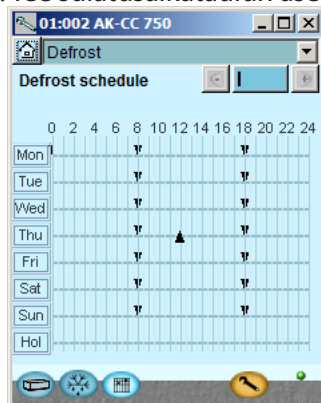 01:002 AK-CC 750
Defrost
Defrost schedule
0 2 4 6 8 10 12 14 16 18 20 22 24
Mon
Tue
Wed
Thu
Fri
Sat
Sun
Hol